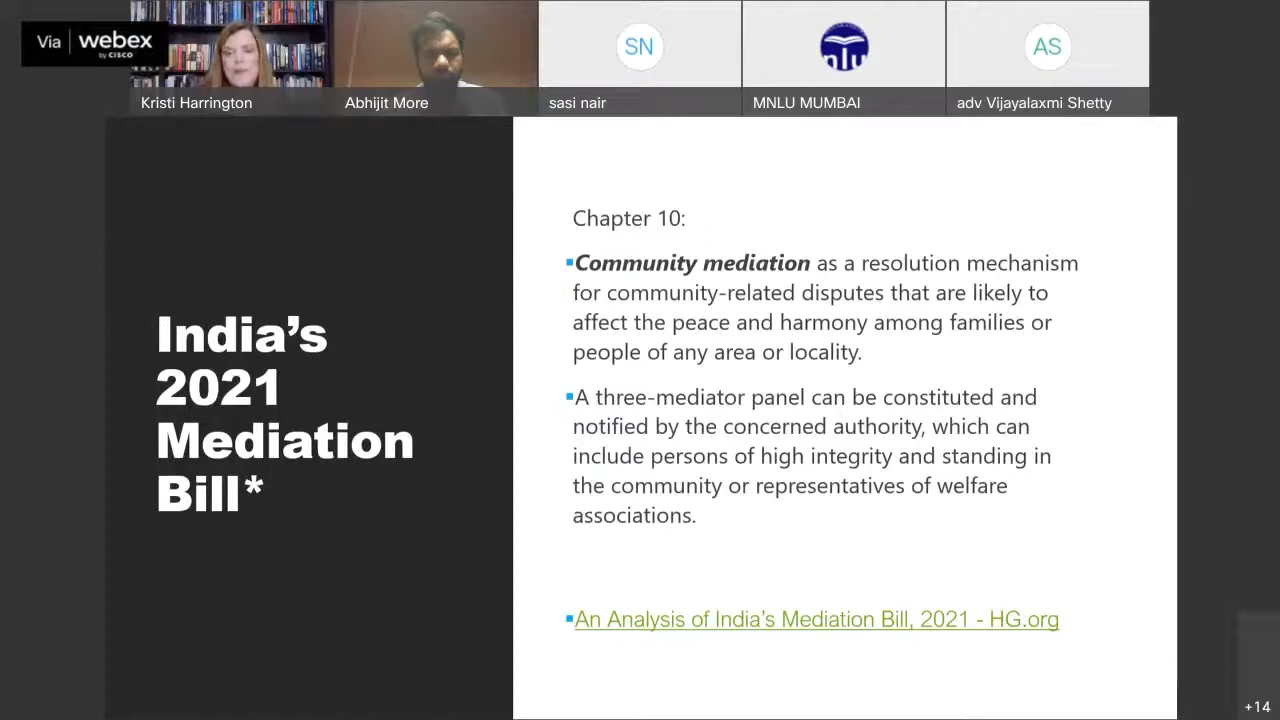 Via webex
by CISCO
SN
nlu
AS
Kristi Harrington
Abhijit More
sasi nair
MNLU MUMBAI
adv Vijayalaxmi Shetty
India’s
2021
Mediation
Bill*
Chapter 10:
▪Community mediation as a resolution mechanism
for community-related disputes that are likely to
affect the peace and harmony among families or
people of any area or locality.
▪A three-mediator panel can be constituted and
notified by the concerned authority, which can
include persons of high integrity and standing in
the community or representatives of welfare
associations.
▪An Analysis of India’s Mediation Bill, 2021 - HG.org
+14